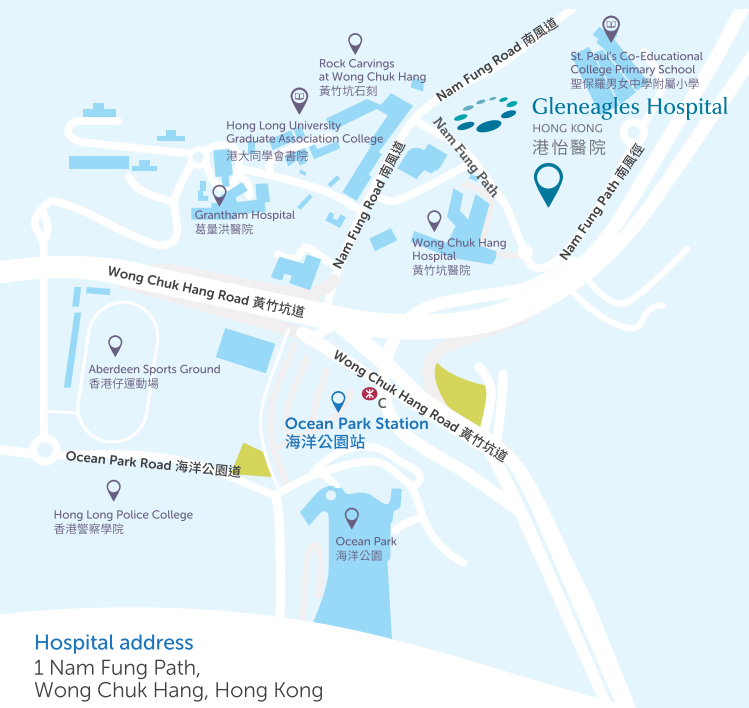 Nam Fung Road 南風道
Rock Carvings
at Wong Chuk Hang
黃竹坑石刻
St. Paul's Co-Educational
College Primary School
聖保羅男女中學附屬小學
Gleneagles Hospital
HONG KONG
港怡醫院
Hong Long University
Graduate Association College
港大同學會書院
Nam Fung Path
Nam Fung Road 南風道
Nam Fung Path 南風徑
Grantham Hospital
葛量洪醫院
Wong Chuk Hang
Hospital
黃竹坑醫院
Wong Chuk Hang Road 黃竹坑道
Aberdeen Sports Ground
香港仔運動場
Wong Chuk Hang Road 黃竹坑道
C
Ocean Park Station
海洋公園站
Ocean Park Road 海洋公園道
Hong Long Police College
香港警察學院
Ocean Park
海洋公園
Hospital address
1 Nam Fung Path,
Wong Chuk Hang, Hong Kong